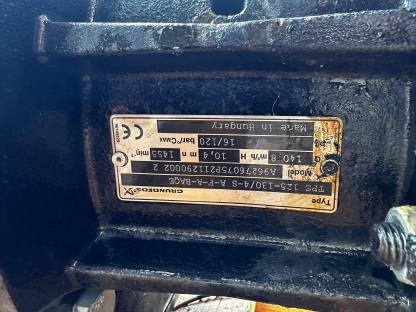 GRUNDFOS
Type TPE 125-130/4-S A-F-A-BAQE
Model A96276075P211290002 2
Q 140,8 m³/h H 10,4 m n 1455 min⁻¹
16/120 bar/°CMAX
Made in Hungary
CE